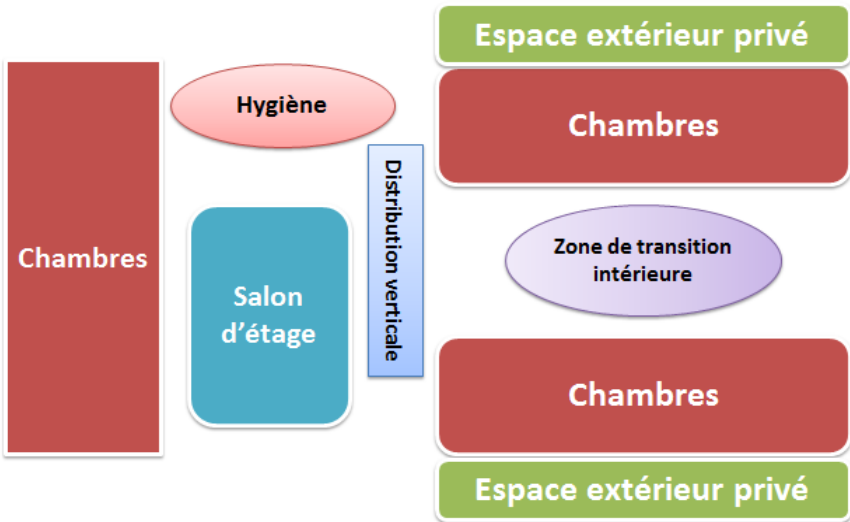 Espace extérieur privé
Hygiène
Chambres
Distribution verticale
Chambres
Zone de transition
intérieure
Salon
d’étage
Chambres
Espace extérieur privé